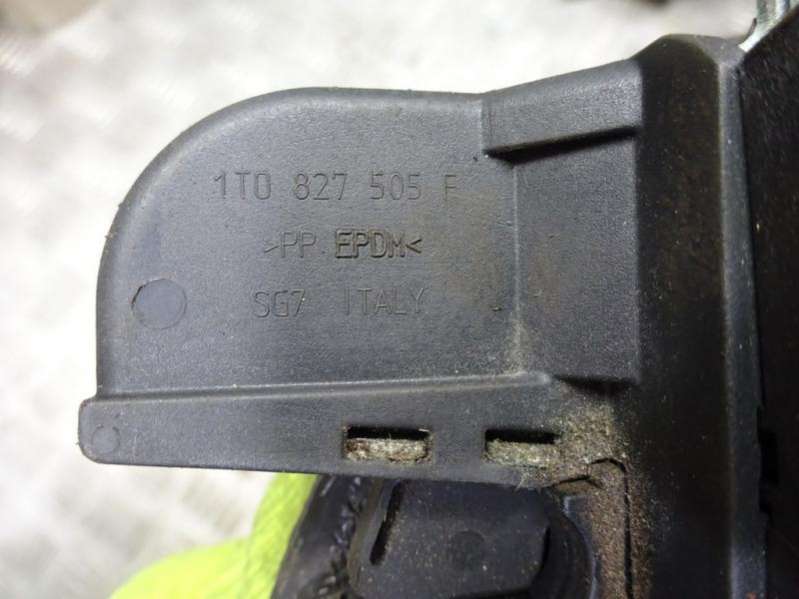 1T0 827 505 F
>PP EPDM<
SG7 ITALY